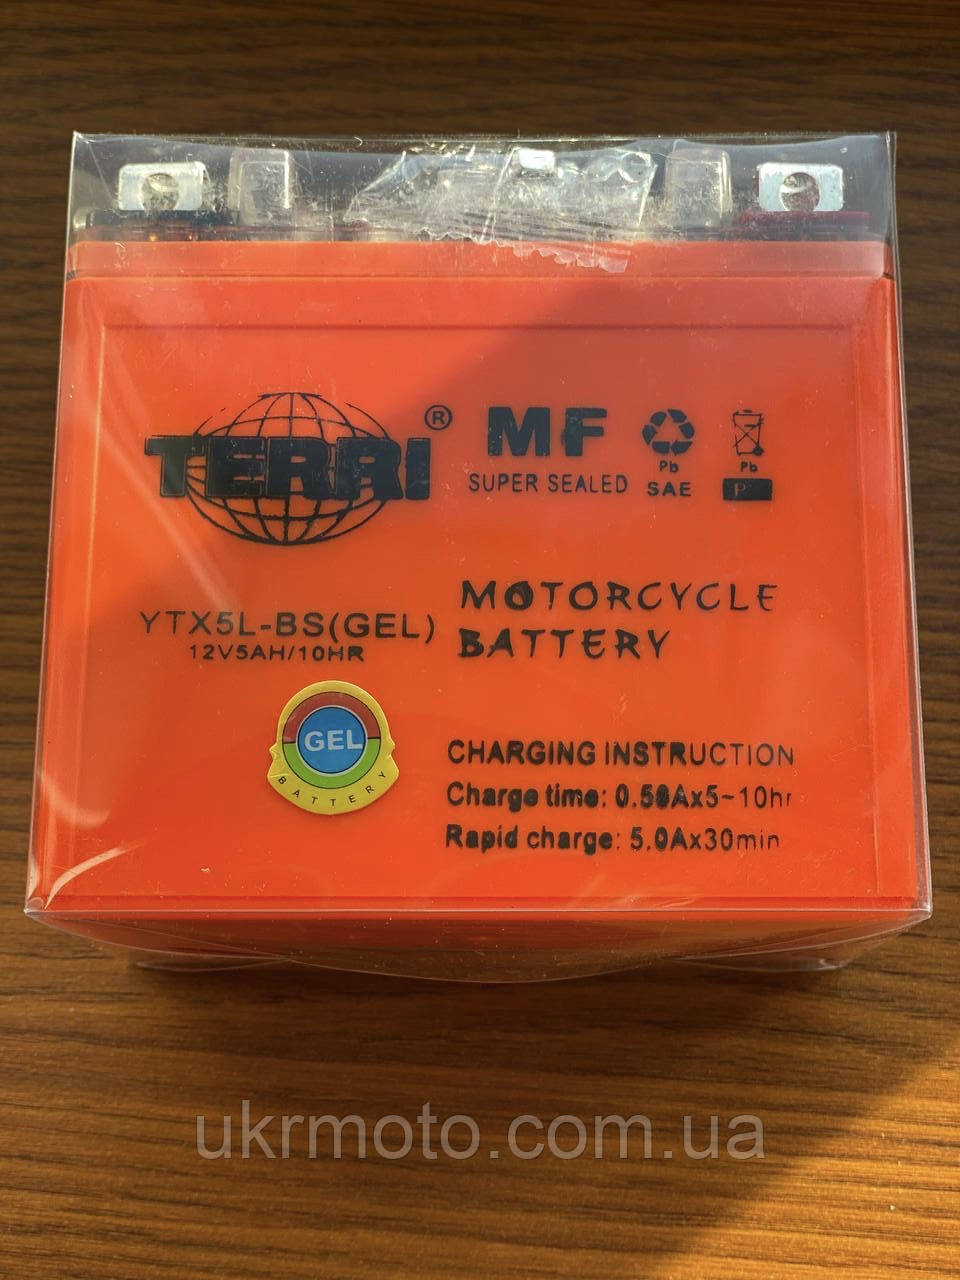 TERRI ®
MF
SUPER SEALED
Pb
SAE
Pb
YTX5L-BS(GEL)
12V5AH/10HR
MOTORCYCLE
BATTERY
GEL
BATTERY
CHARGING INSTRUCTION
Charge time: 0.50Ax5~10hr
Rapid charge: 5.0Ax30min
ukrmoto.com.ua